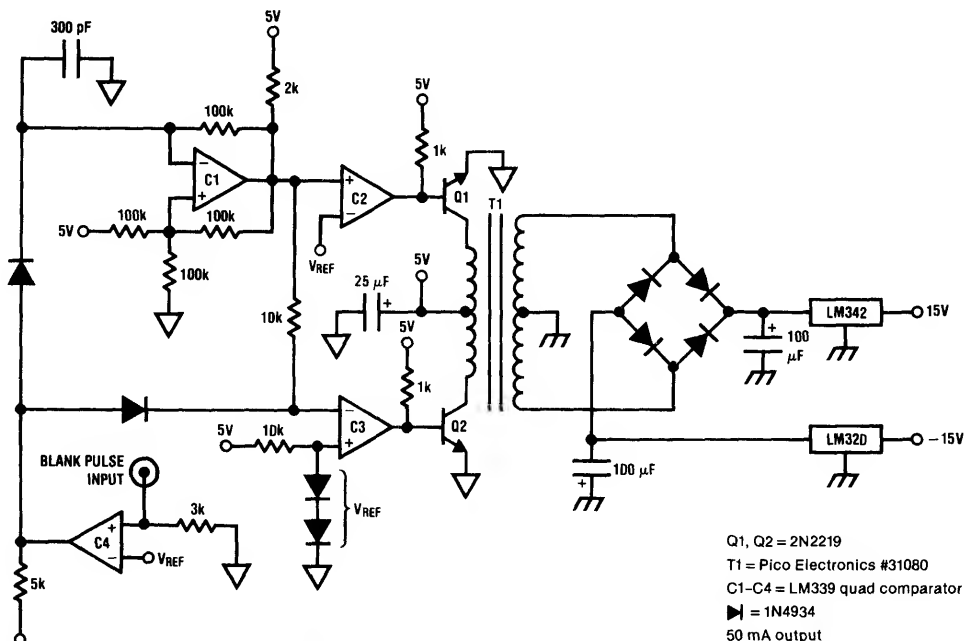 300 pF
5V
2k
100k
C1
−
+
100k
100k
5V
100k
5V
1k
C2
+
−
VREF
Q1
T1
25 μF
+
5V
10k
5V
1k
C3
−
+
Q2
5V
10k
VREF
BLANK PULSE
INPUT
3k
C4
+
−
VREF
5k
LM342
15V
+
100
μF
LM32D
−15V
100 μF
+
Q1, Q2 = 2N2219
T1 = Pico Electronics #31080
C1–C4 = LM339 quad comparator
= 1N4934
50 mA output